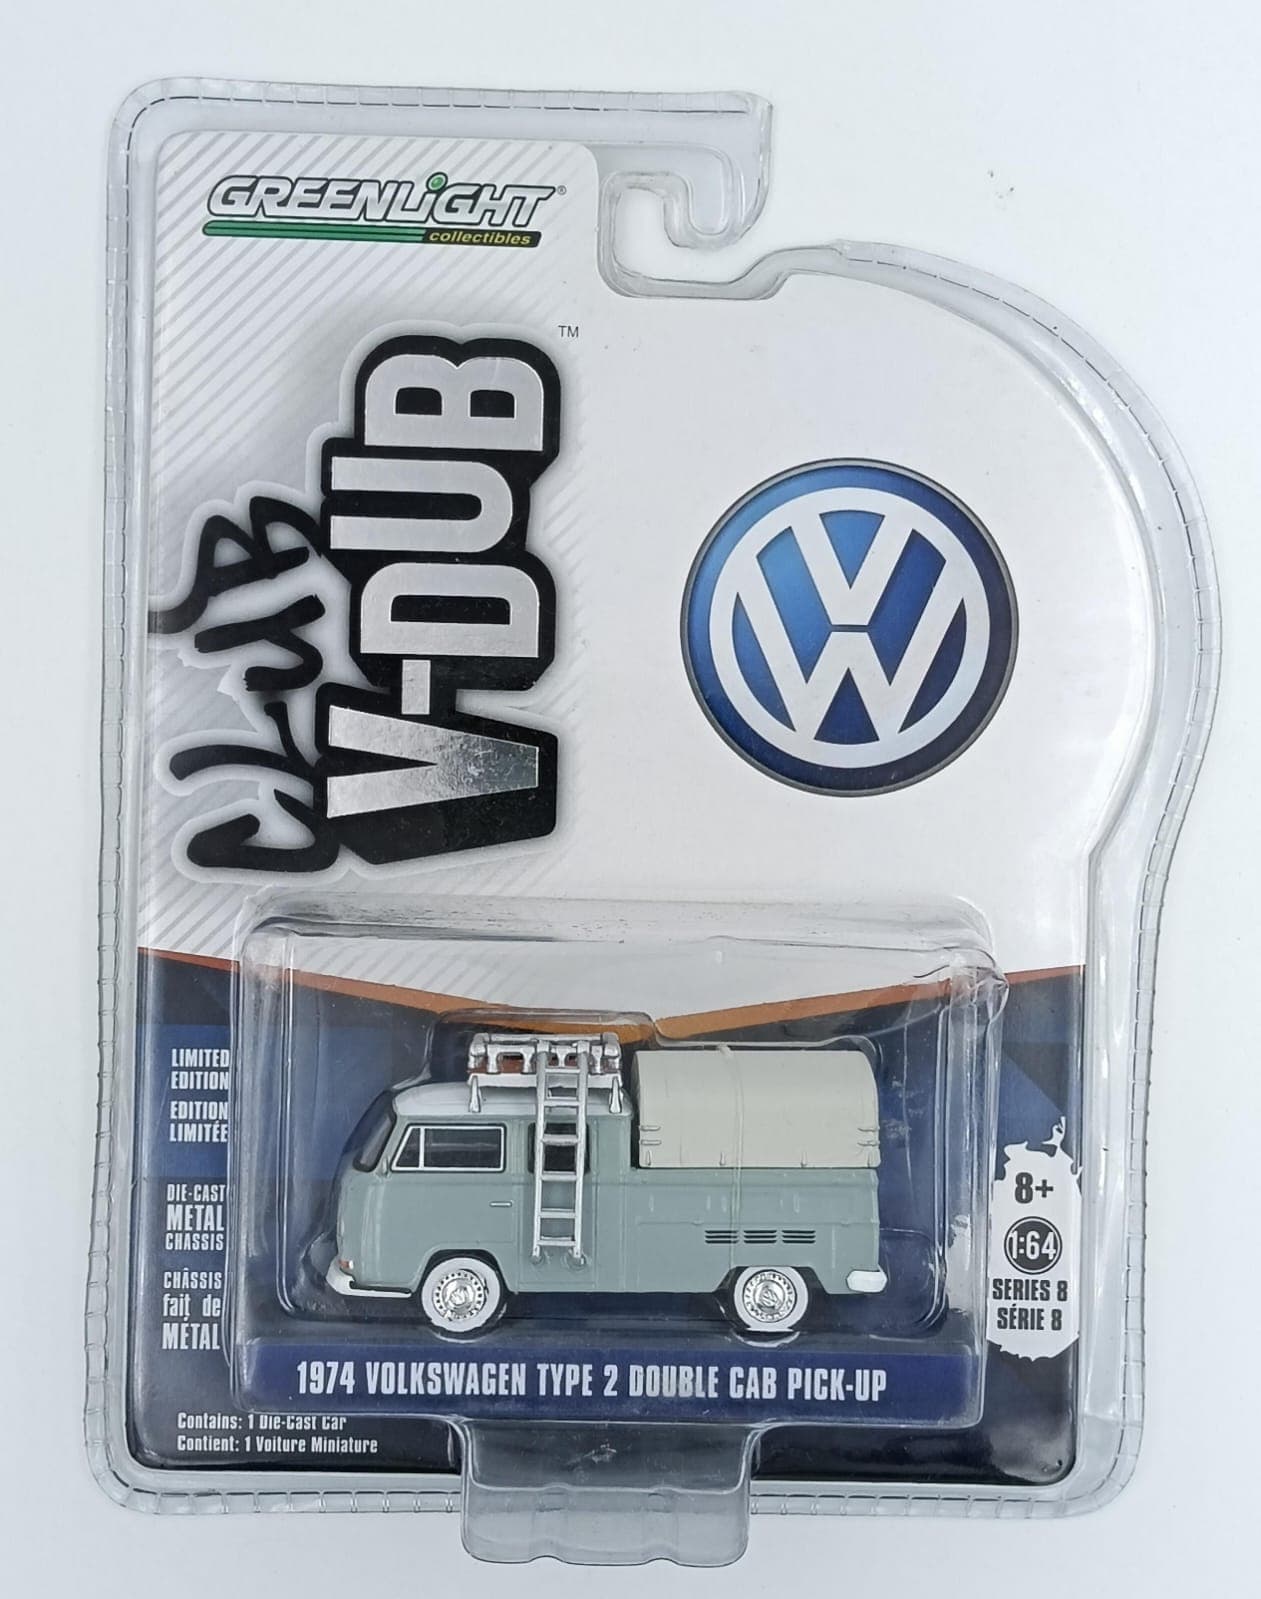 GREENLIGHT®
collectibles
CLUB
V-DUB™
VW
LIMITED
EDITION
EDITION
LIMITÉE
DIE-CAST
METAL
CHASSIS
CHÂSSIS
fait de
MÉTAL
8+
1:64
SERIES 8
SÉRIE 8
1974 VOLKSWAGEN TYPE 2 DOUBLE CAB PICK-UP
Contains: 1 Die-Cast Car
Contient: 1 Voiture Miniature